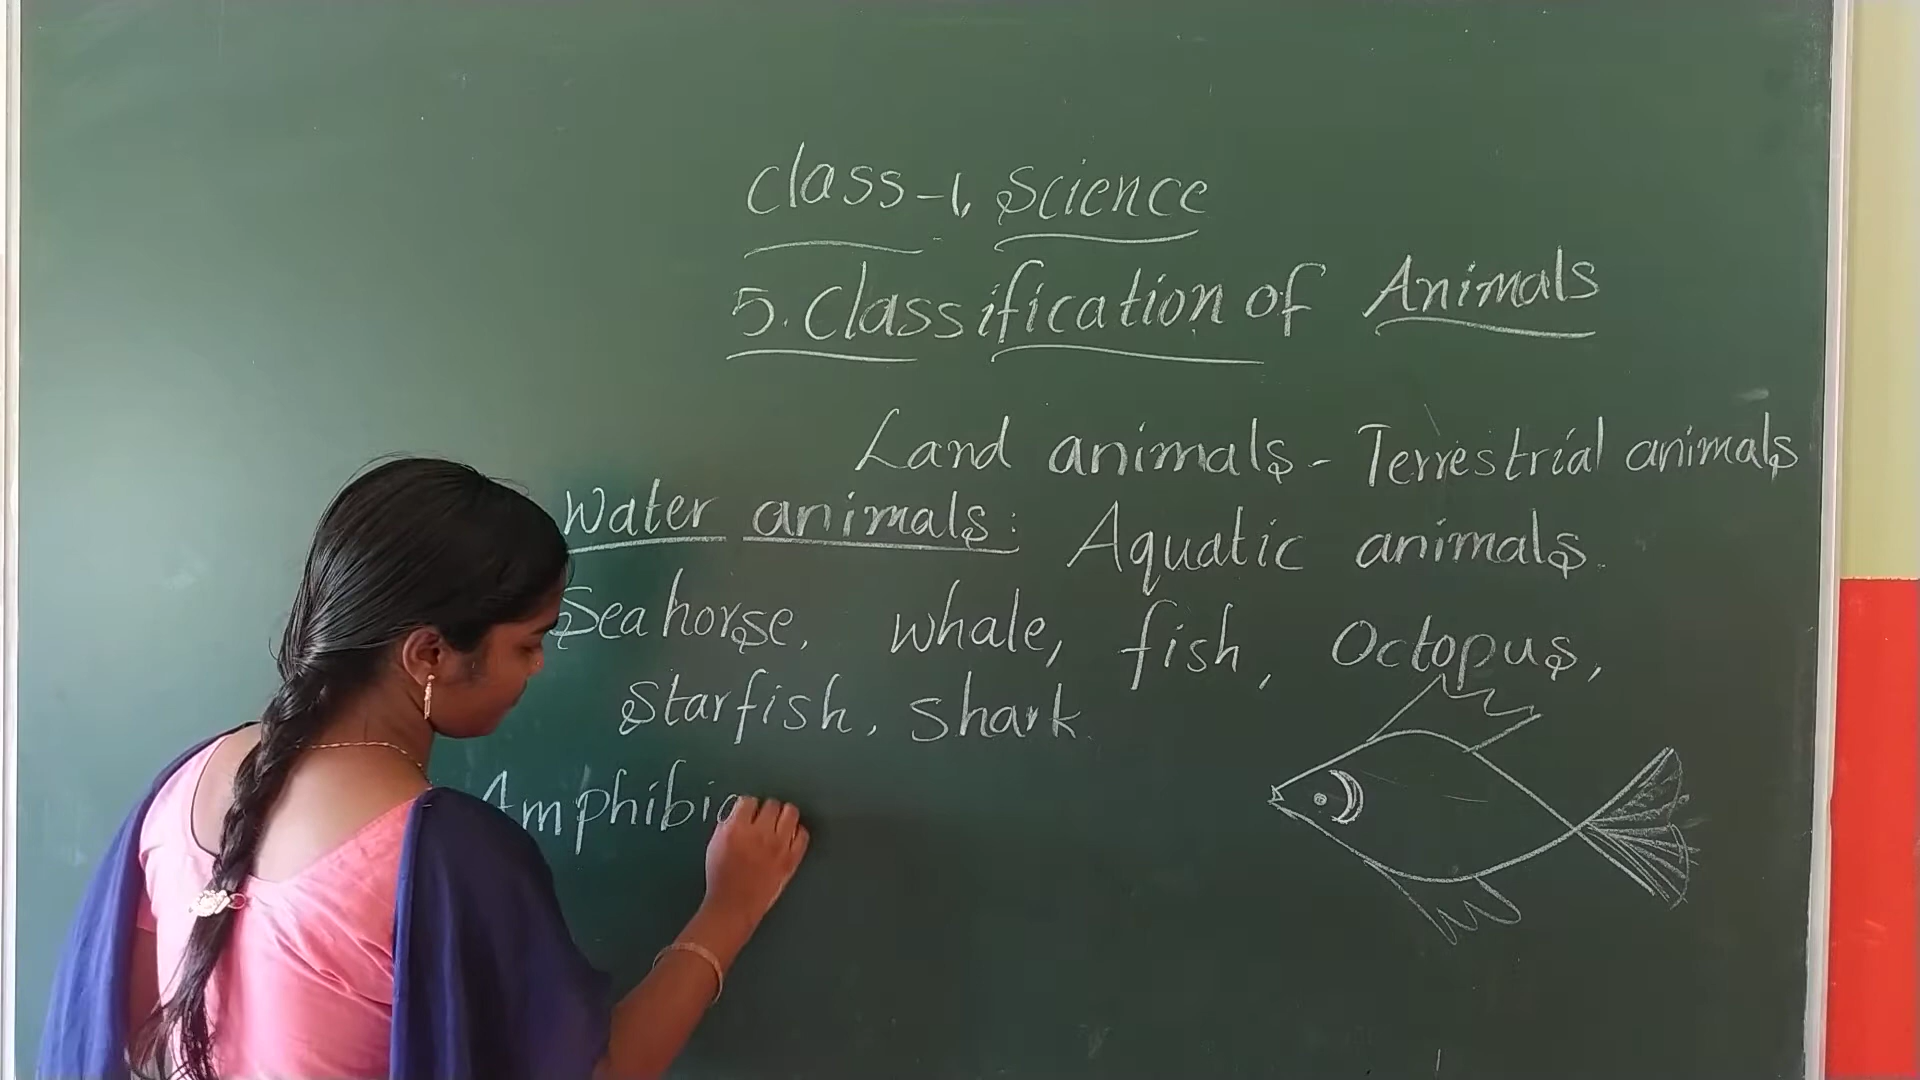 Class-1, Science
5. Classification of Animals
Land animals - Terrestrial animals
Water animals: Aquatic animals.
Seahorse, whale, fish, Octopus,
Starfish, Shark.
Amphibia